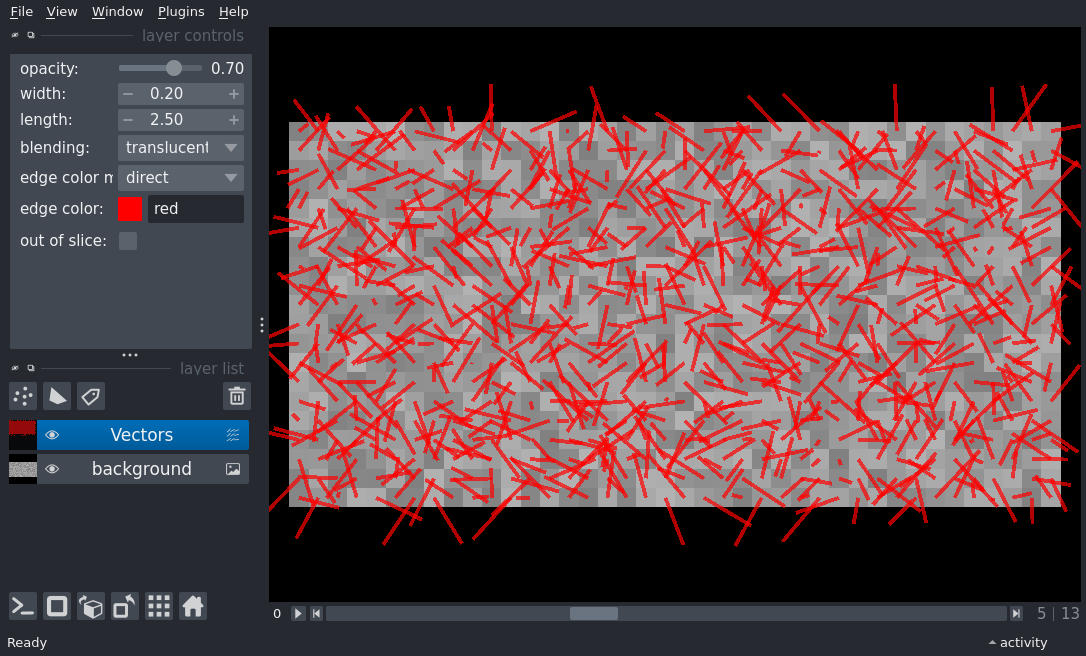 File View Window Plugins Help
layer controls
opacity: 0.70
width: 0.20
length: 2.50
blending: translucent
edge color m direct
edge color: red
out of slice:
layer list
Vectors
background
0 5 | 13
Ready activity